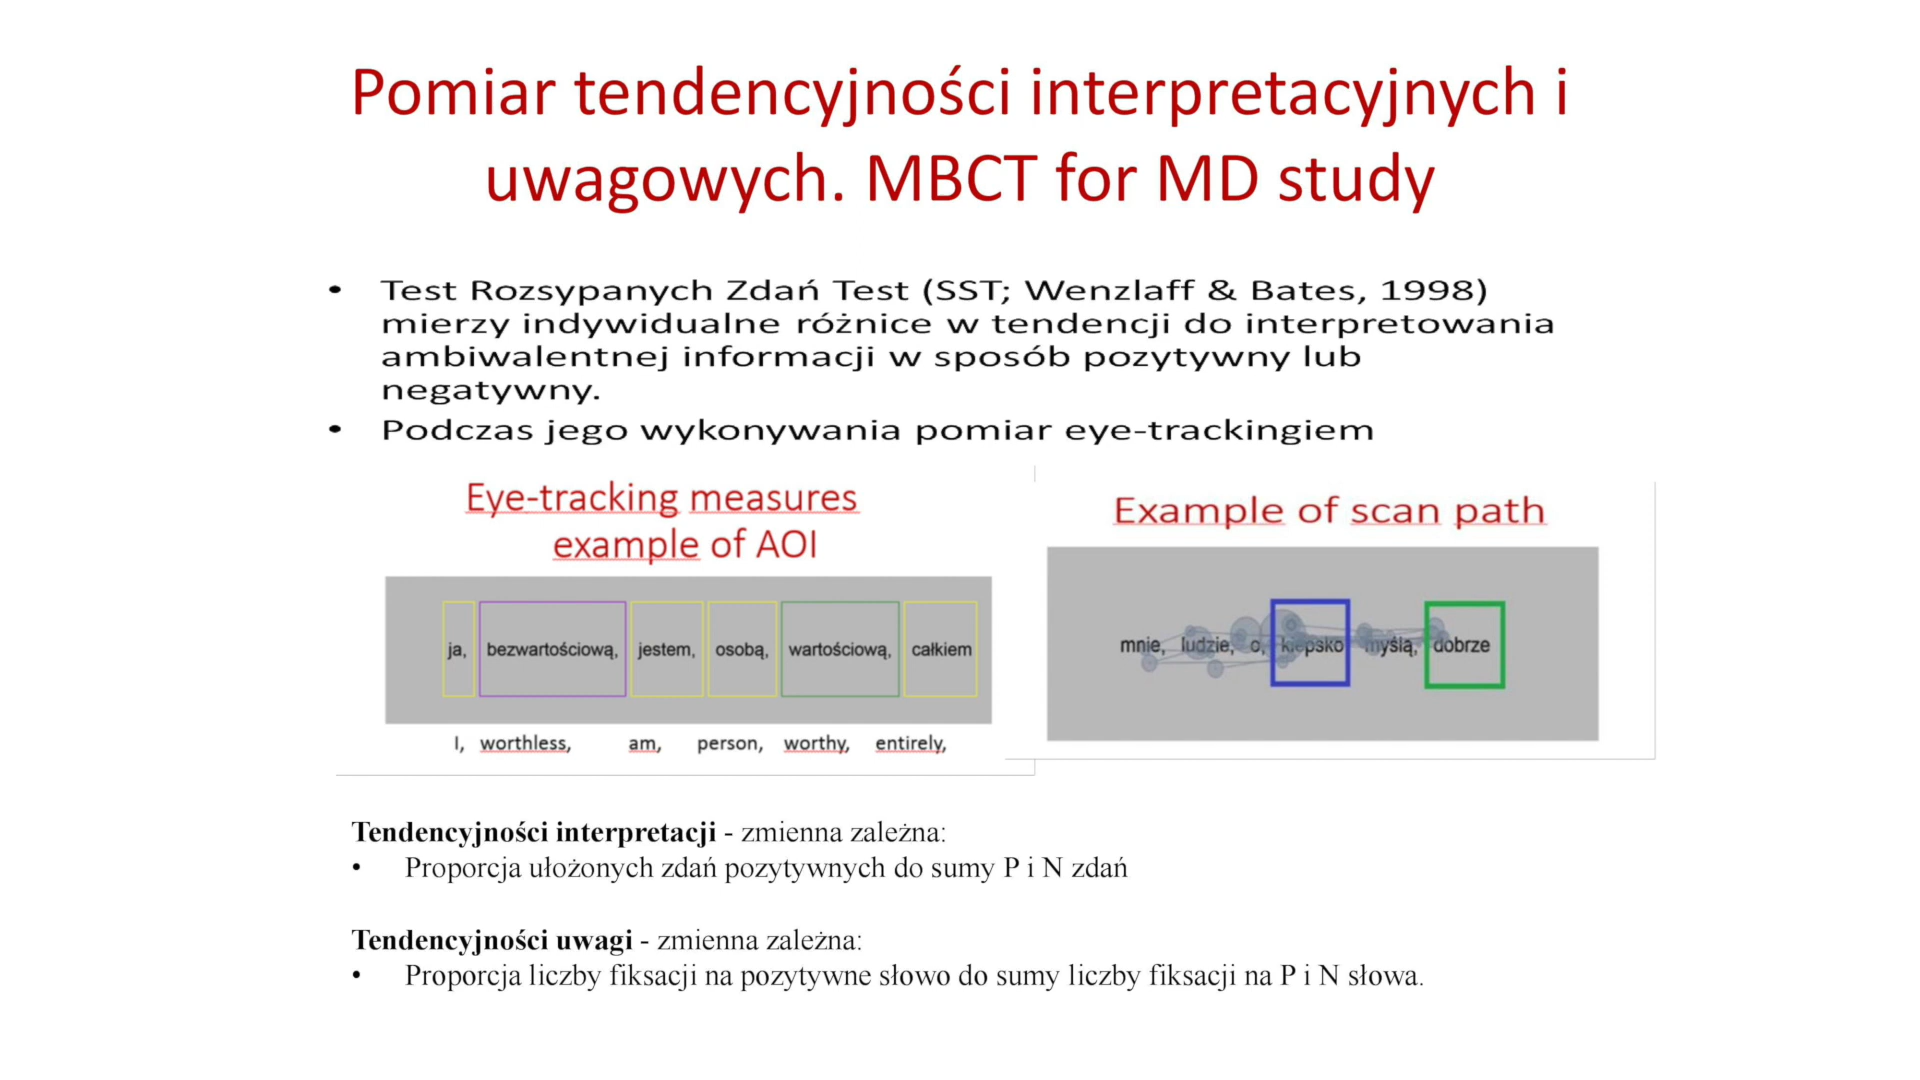 Pomiar tendencyjności interpretacyjnych i
uwagowych. MBCT for MD study
• Test Rozsypanych Zdań Test (SST; Wenzlaff & Bates, 1998)
mierzy indywidualne różnice w tendencji do interpretowania
ambiwalentnej informacji w sposób pozytywny lub
negatywny.
• Podczas jego wykonywania pomiar eye-trackingiem
Eye-tracking measures
example of AOI
ja, bezwartościową, jestem, osobą, wartościową, całkiem
I, worthless, am, person, worthy, entirely,
Example of scan path
mnie, ludzie, o, kiepsko myślą, dobrze
Tendencyjności interpretacji - zmienna zależna:
• Proporcja ułożonych zdań pozytywnych do sumy P i N zdań
Tendencyjności uwagi - zmienna zależna:
• Proporcja liczby fiksacji na pozytywne słowo do sumy liczby fiksacji na P i N słowa.